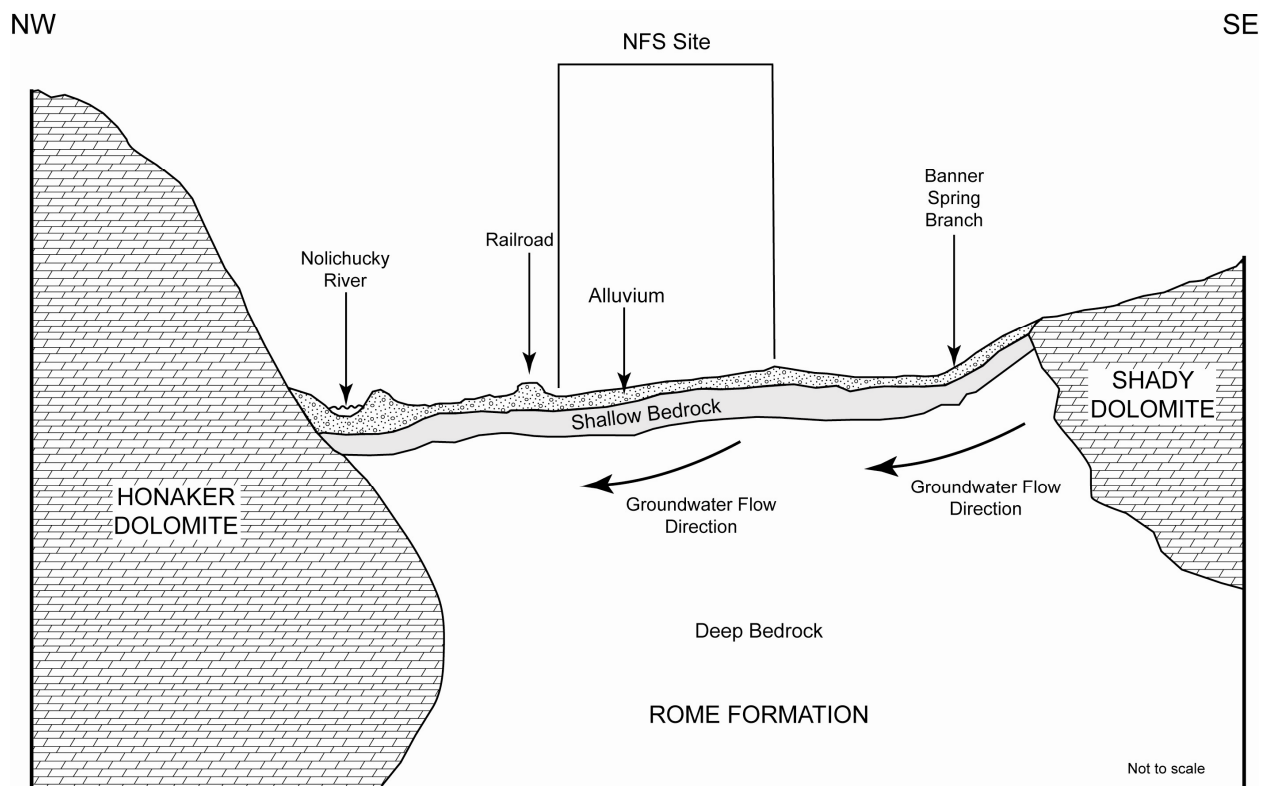 NW
SE
NFS Site
Banner
Spring
Branch
Railroad
Nolichucky
River
Alluvium
Shallow Bedrock
SHADY
DOLOMITE
HONAKER
DOLOMITE
Groundwater Flow
Direction
Groundwater Flow
Direction
Deep Bedrock
ROME FORMATION
Not to scale